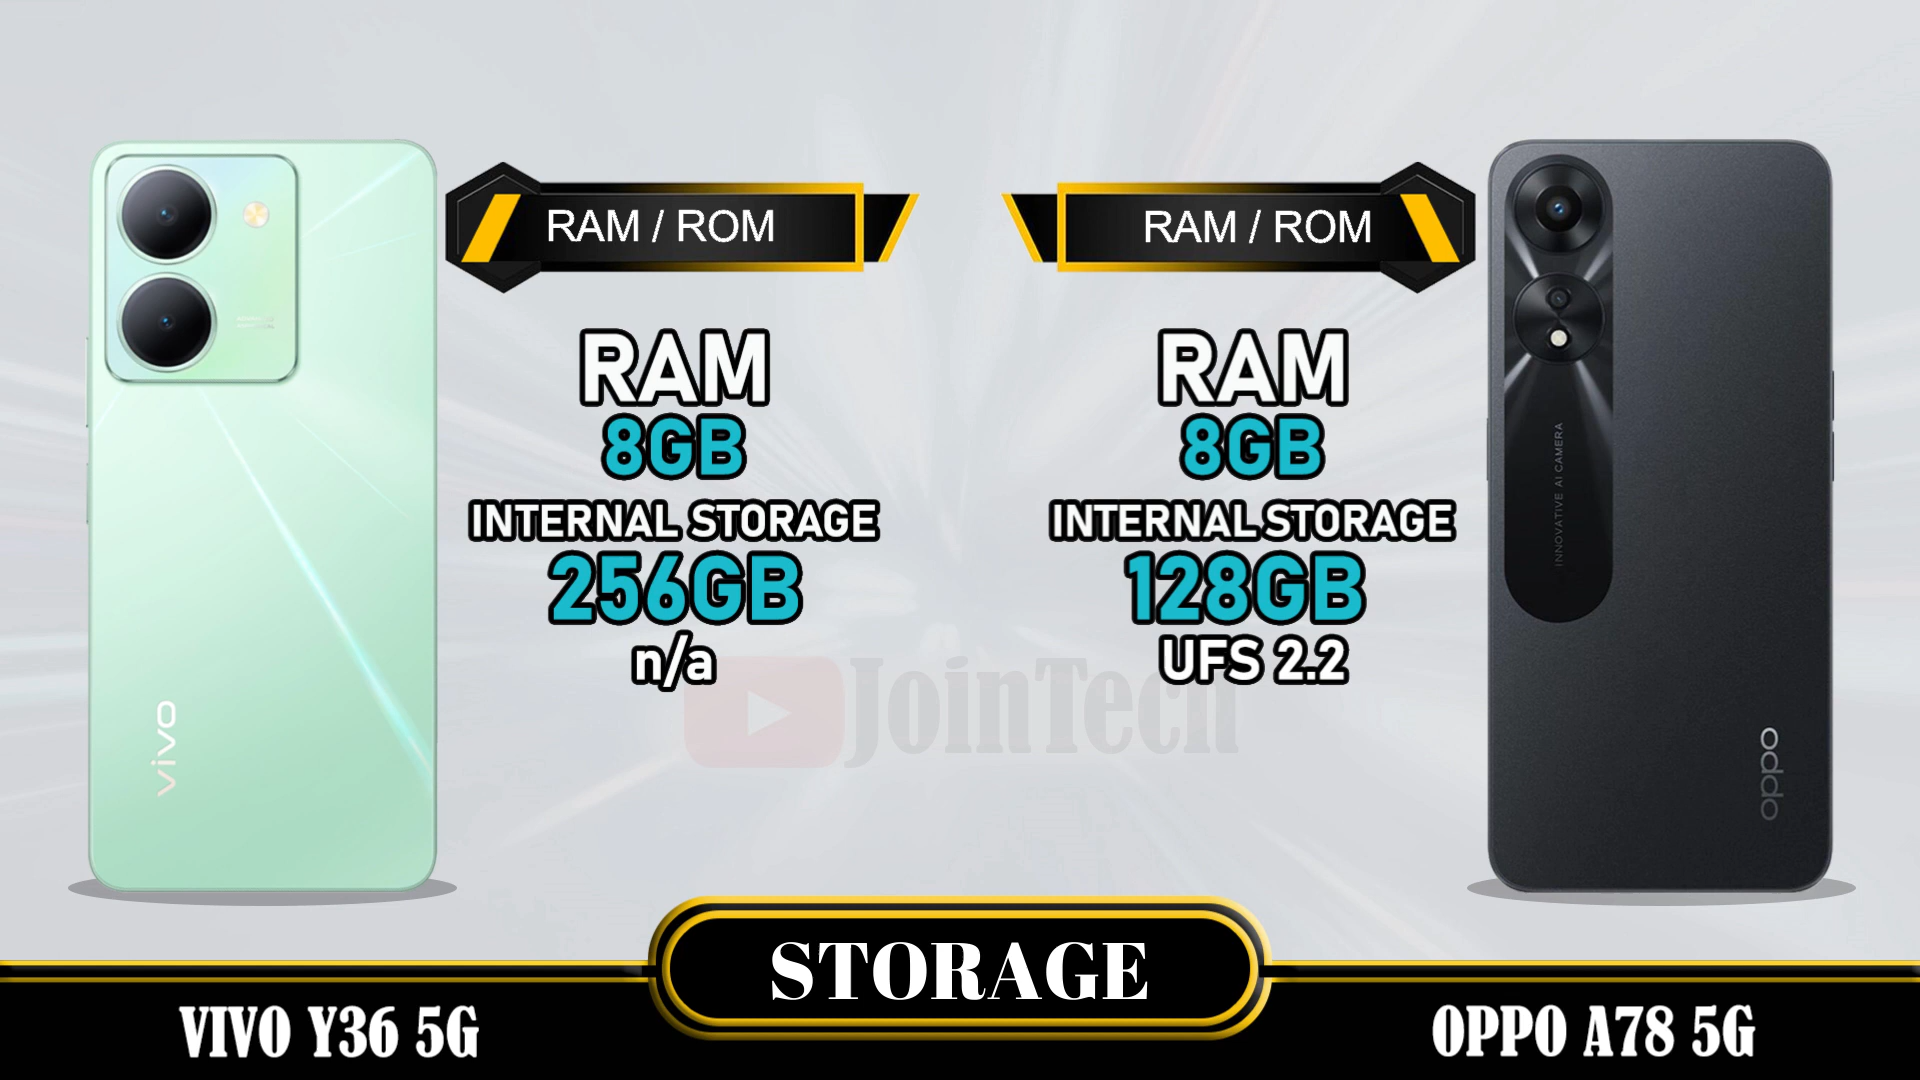 RAM / ROM
RAM
8GB
INTERNAL STORAGE
256GB
n/a
vivo
RAM / ROM
RAM
8GB
INTERNAL STORAGE
128GB
UFS 2.2
INNOVATIVE AI CAMERA
oppo
JoinTech
STORAGE
VIVO Y36 5G
OPPO A78 5G